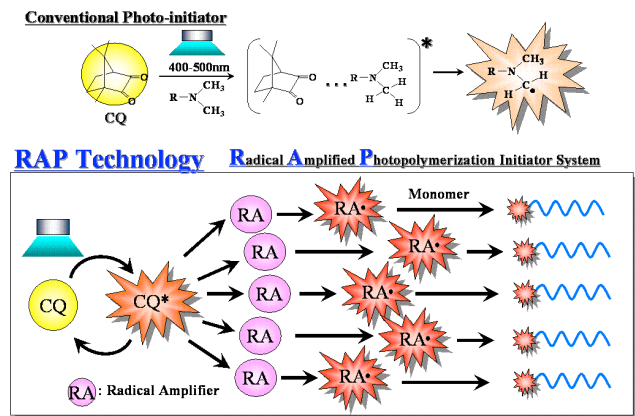 Conventional Photo-initiator
400-500nm
CQ
R N CH₃ CH₃
O O
R N CH₃ C H H H
*
R N CH₃ H C• H
RAP Technology Radical Amplified Photopolymerization Initiator System
Monomer
RA RA•
RA RA•
CQ CQ* RA RA•
RA RA•
RA RA•
RA : Radical Amplifier